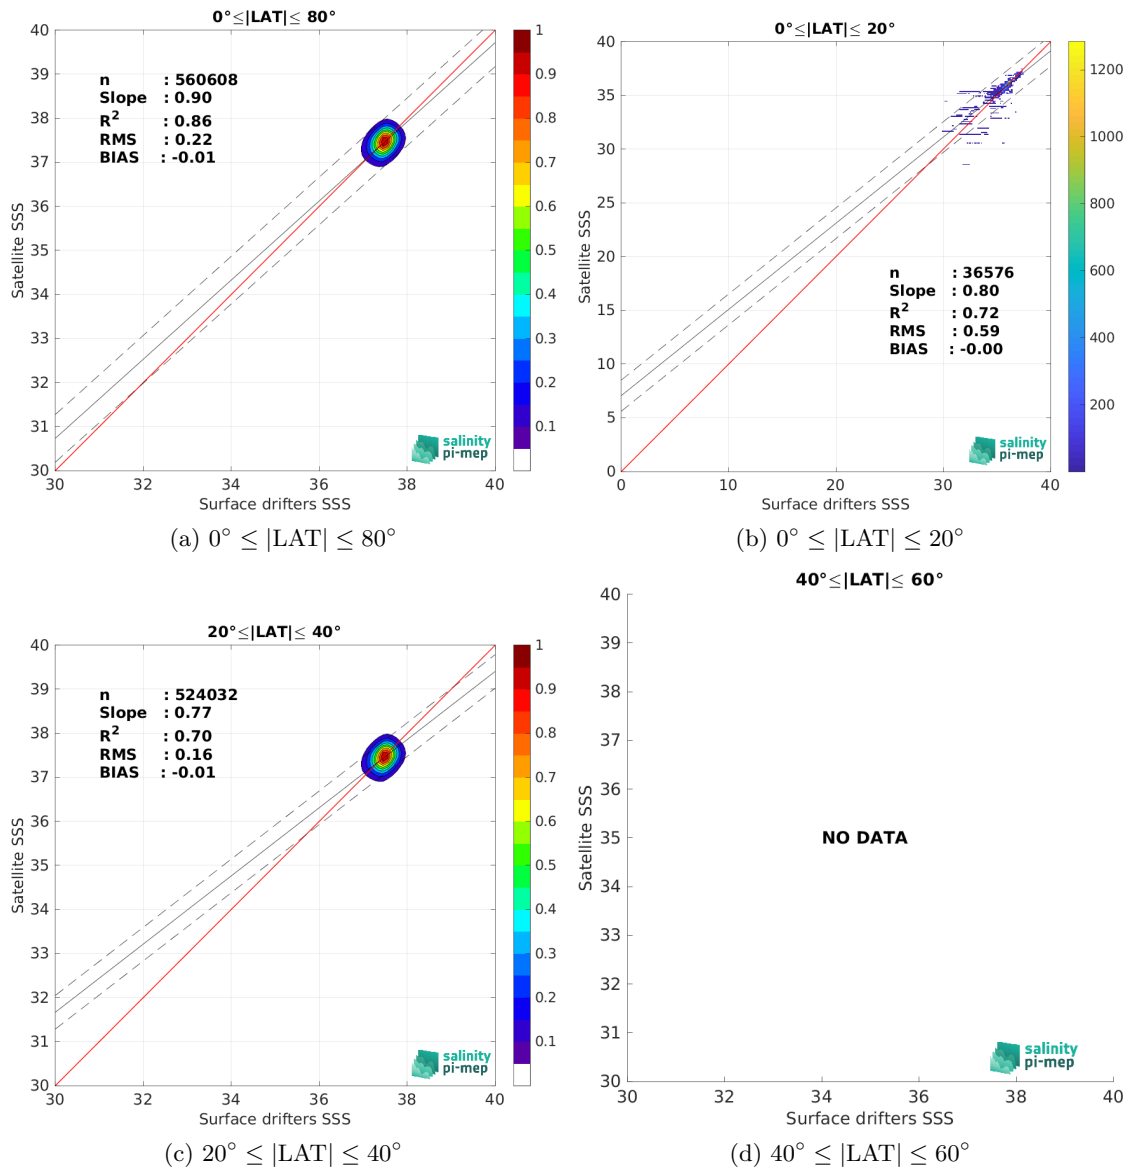 0°≤|LAT|≤ 80°
40
39
38
37
36
35
34
33
32
31
30
Satellite SSS
n : 560608
Slope : 0.90
R2 : 0.86
RMS : 0.22
BIAS : -0.01
salinity
pi-mep
30 32 34 36 38 40
Surface drifters SSS
1
0.9
0.8
0.7
0.6
0.5
0.4
0.3
0.2
0.1
(a) 0° ≤ |LAT| ≤ 80°
0°≤|LAT|≤ 20°
40
35
30
25
20
15
10
5
0
Satellite SSS
n : 36576
Slope : 0.80
R2 : 0.72
RMS : 0.59
BIAS : -0.00
salinity
pi-mep
0 10 20 30 40
Surface drifters SSS
1200
1000
800
600
400
200
(b) 0° ≤ |LAT| ≤ 20°
20°≤|LAT|≤ 40°
40
39
38
37
36
35
34
33
32
31
30
Satellite SSS
n : 524032
Slope : 0.77
R2 : 0.70
RMS : 0.16
BIAS : -0.01
salinity
pi-mep
30 32 34 36 38 40
Surface drifters SSS
1
0.9
0.8
0.7
0.6
0.5
0.4
0.3
0.2
0.1
(c) 20° ≤ |LAT| ≤ 40°
40°≤|LAT|≤ 60°
40
39
38
37
36
35
34
33
32
31
30
Satellite SSS
NO DATA
salinity
pi-mep
30 32 34 36 38 40
Surface drifters SSS
(d) 40° ≤ |LAT| ≤ 60°